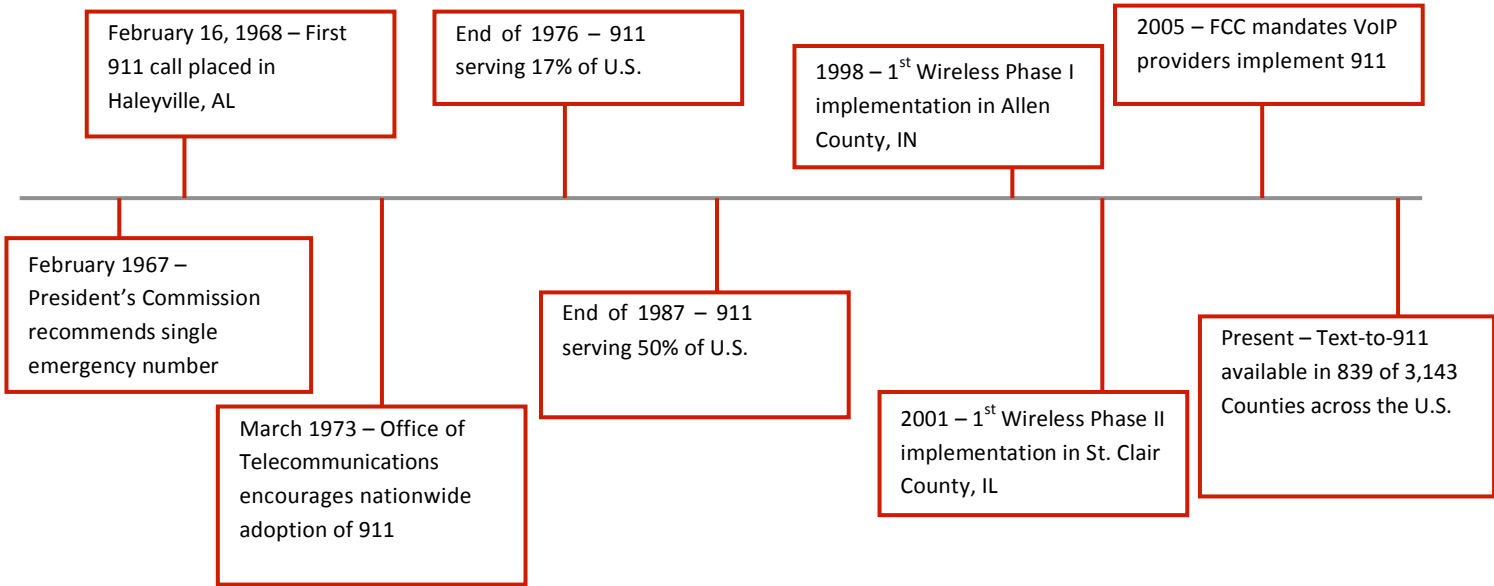 February 16, 1968 – First
911 call placed in
Haleyville, AL
End of 1976 – 911
serving 17% of U.S.
1998 – 1st Wireless Phase I
implementation in Allen
County, IN
2005 – FCC mandates VoIP
providers implement 911
February 1967 –
President’s Commission
recommends single
emergency number
March 1973 – Office of
Telecommunications
encourages nationwide
adoption of 911
End of 1987 – 911
serving 50% of U.S.
2001 – 1st Wireless Phase II
implementation in St. Clair
County, IL
Present – Text-to-911
available in 839 of 3,143
Counties across the U.S.